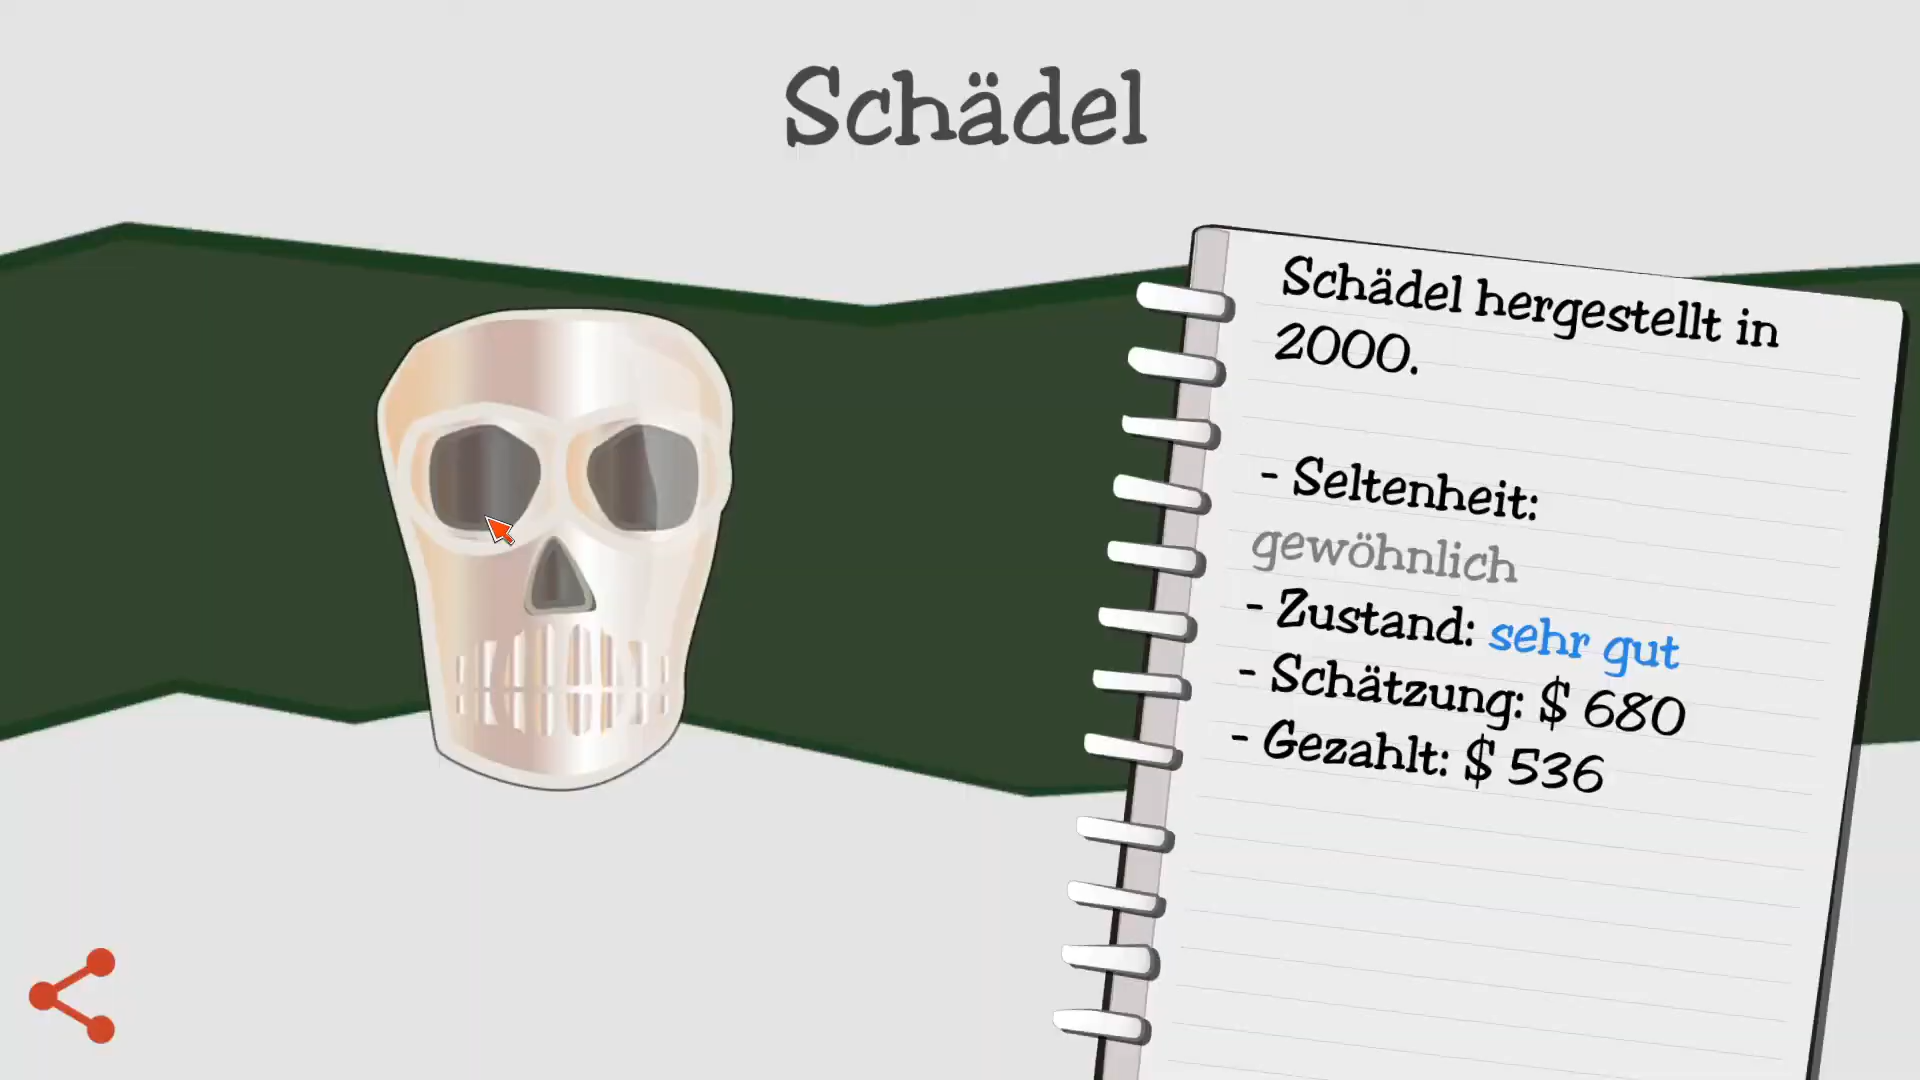 Schädel
Schädel hergestellt in
2000.
- Seltenheit:
gewöhnlich
- Zustand: sehr gut
- Schätzung: $ 680
- Gezahlt: $ 536